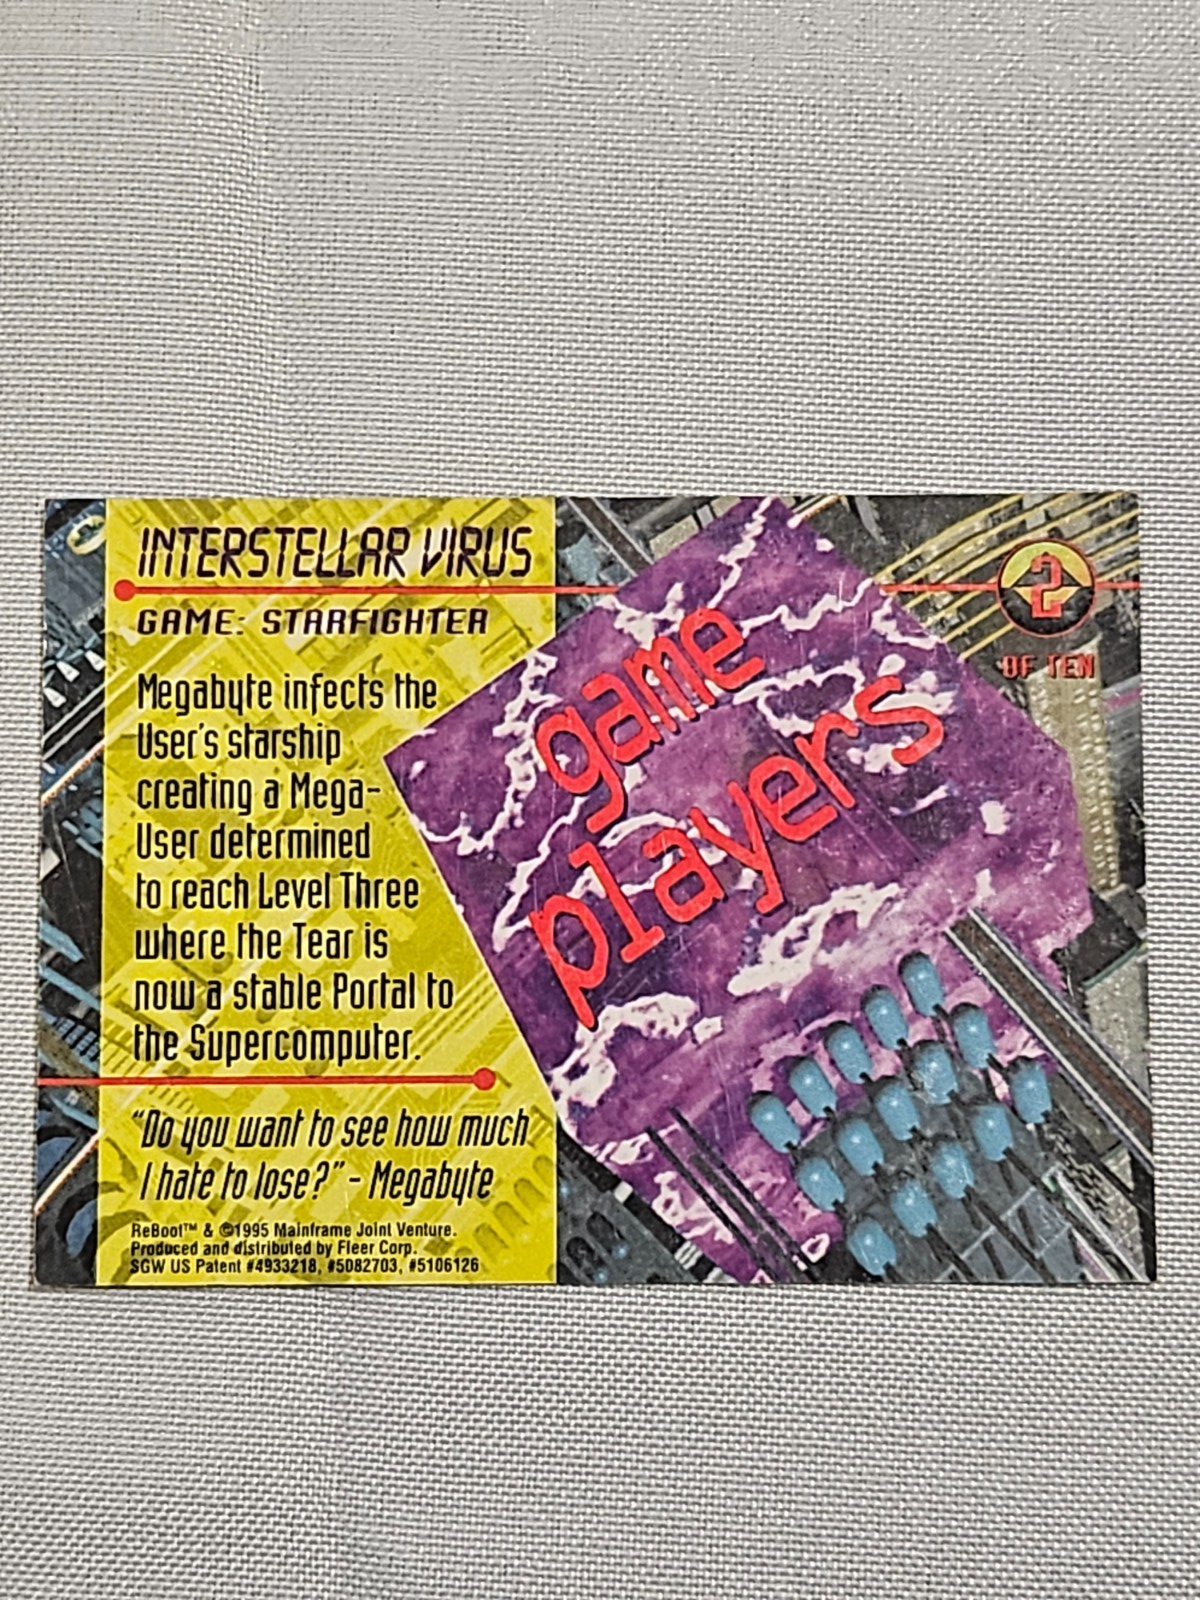 INTERSTELLAR VIRUS
GAME: STARFIGHTER
Megabyte infects the
User's starship
creating a Mega-
User determined
to reach Level Three
where the Tear is
now a stable Portal to
the Supercomputer.
"Do you want to see how much
I hate to lose?" - Megabyte
ReBoot™ & ©1995 Mainframe Joint Venture.
Produced and distributed by Fleer Corp.
SGW US Patent #4933218, #5082703, #5106126
game
players
2
OF TEN